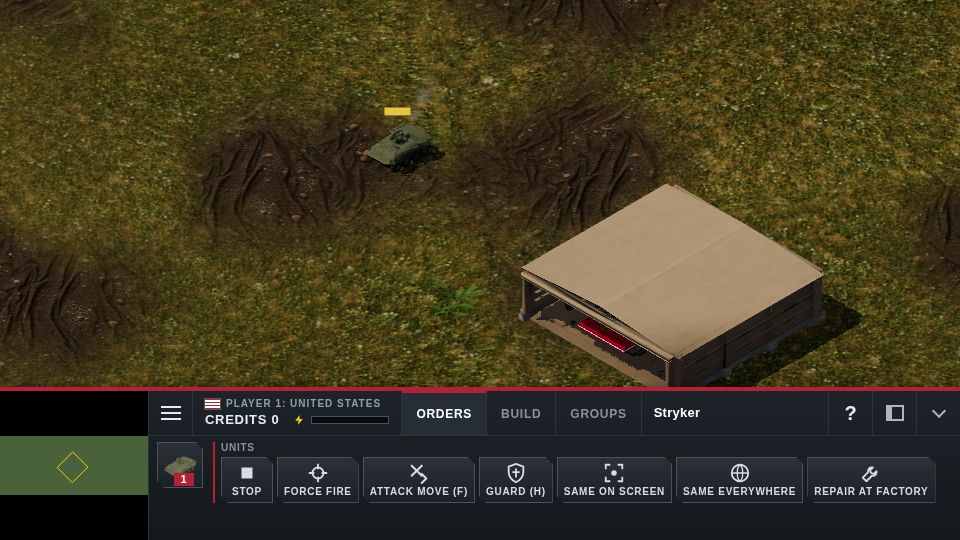 PLAYER 1: UNITED STATES
CREDITS 0
ORDERS
BUILD
GROUPS
Stryker
?
1
UNITS
STOP
FORCE FIRE
ATTACK MOVE (F)
GUARD (H)
SAME ON SCREEN
SAME EVERYWHERE
REPAIR AT FACTORY